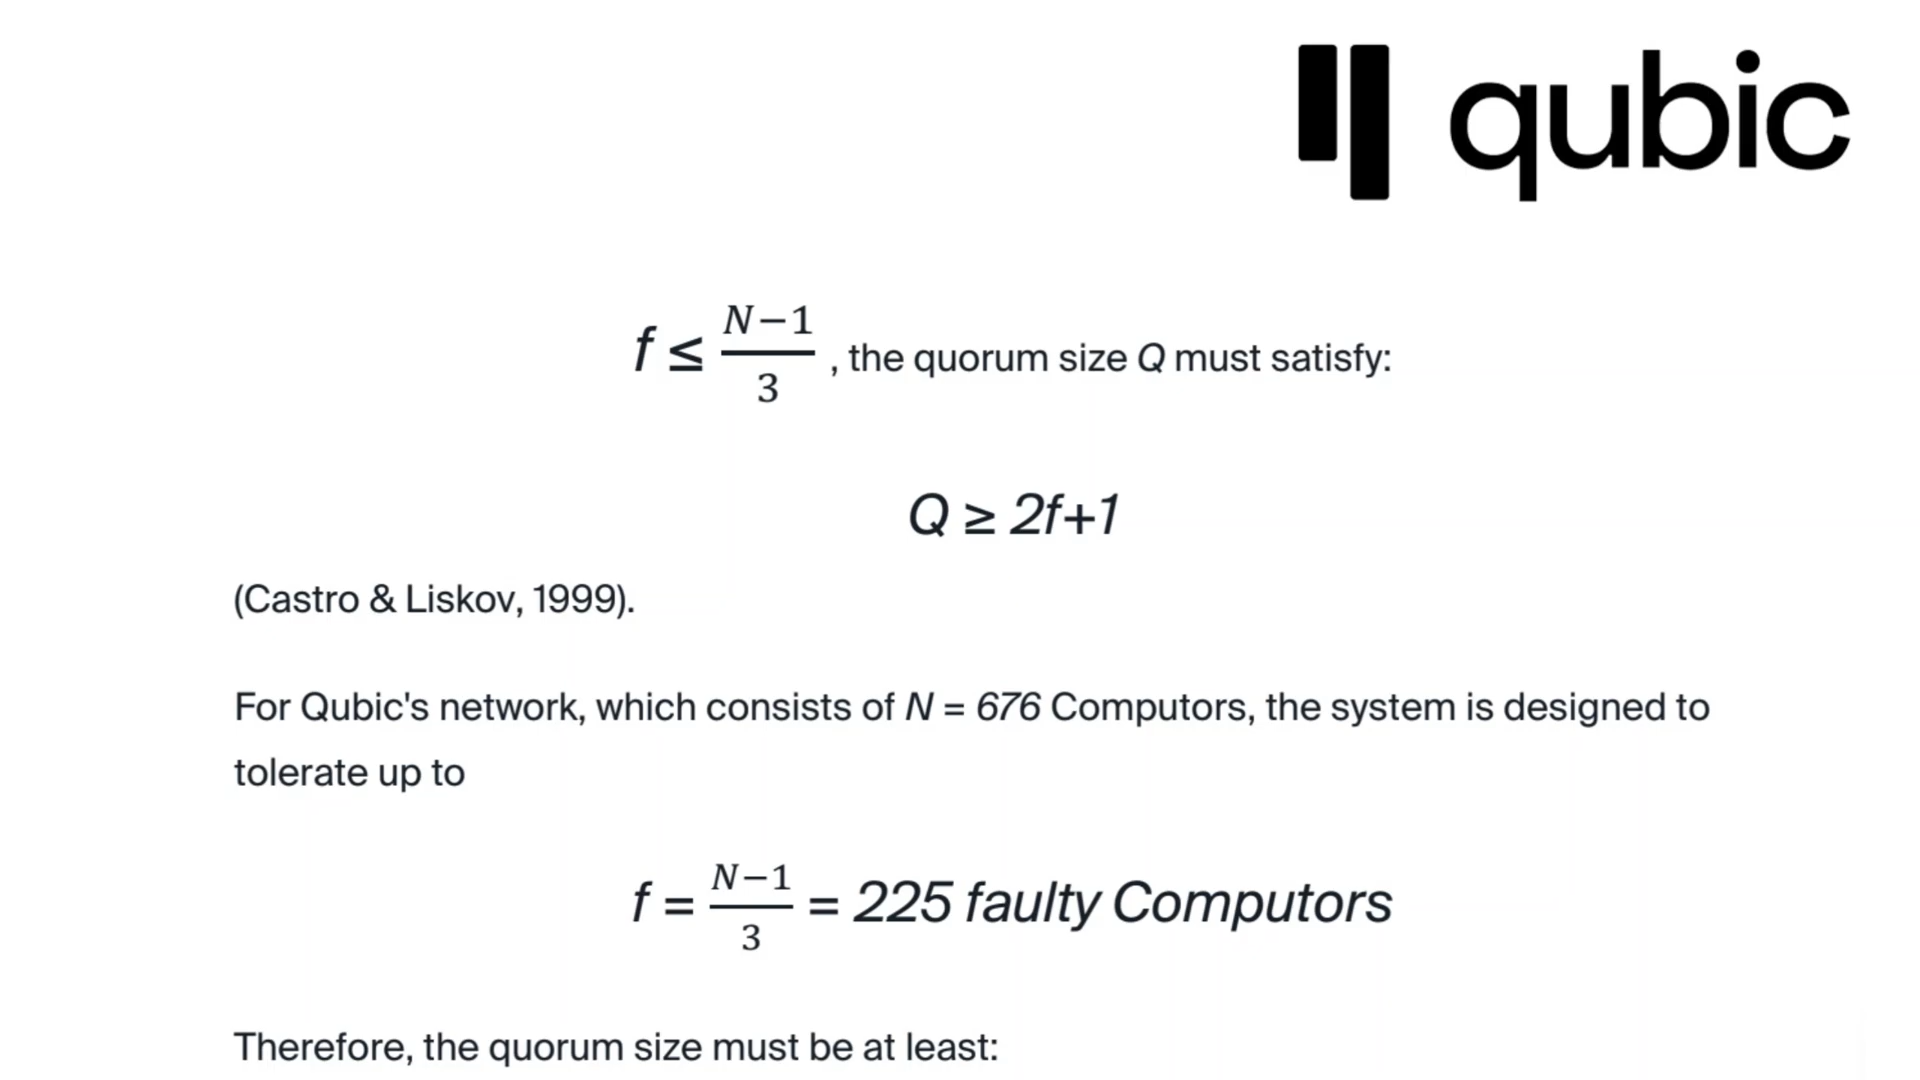 qubic
f ≤ N−1/3 , the quorum size Q must satisfy:
Q ≥ 2f+1
(Castro & Liskov, 1999).
For Qubic's network, which consists of N = 676 Computors, the system is designed to
tolerate up to
f = N−1/3 = 225 faulty Computors
Therefore, the quorum size must be at least: